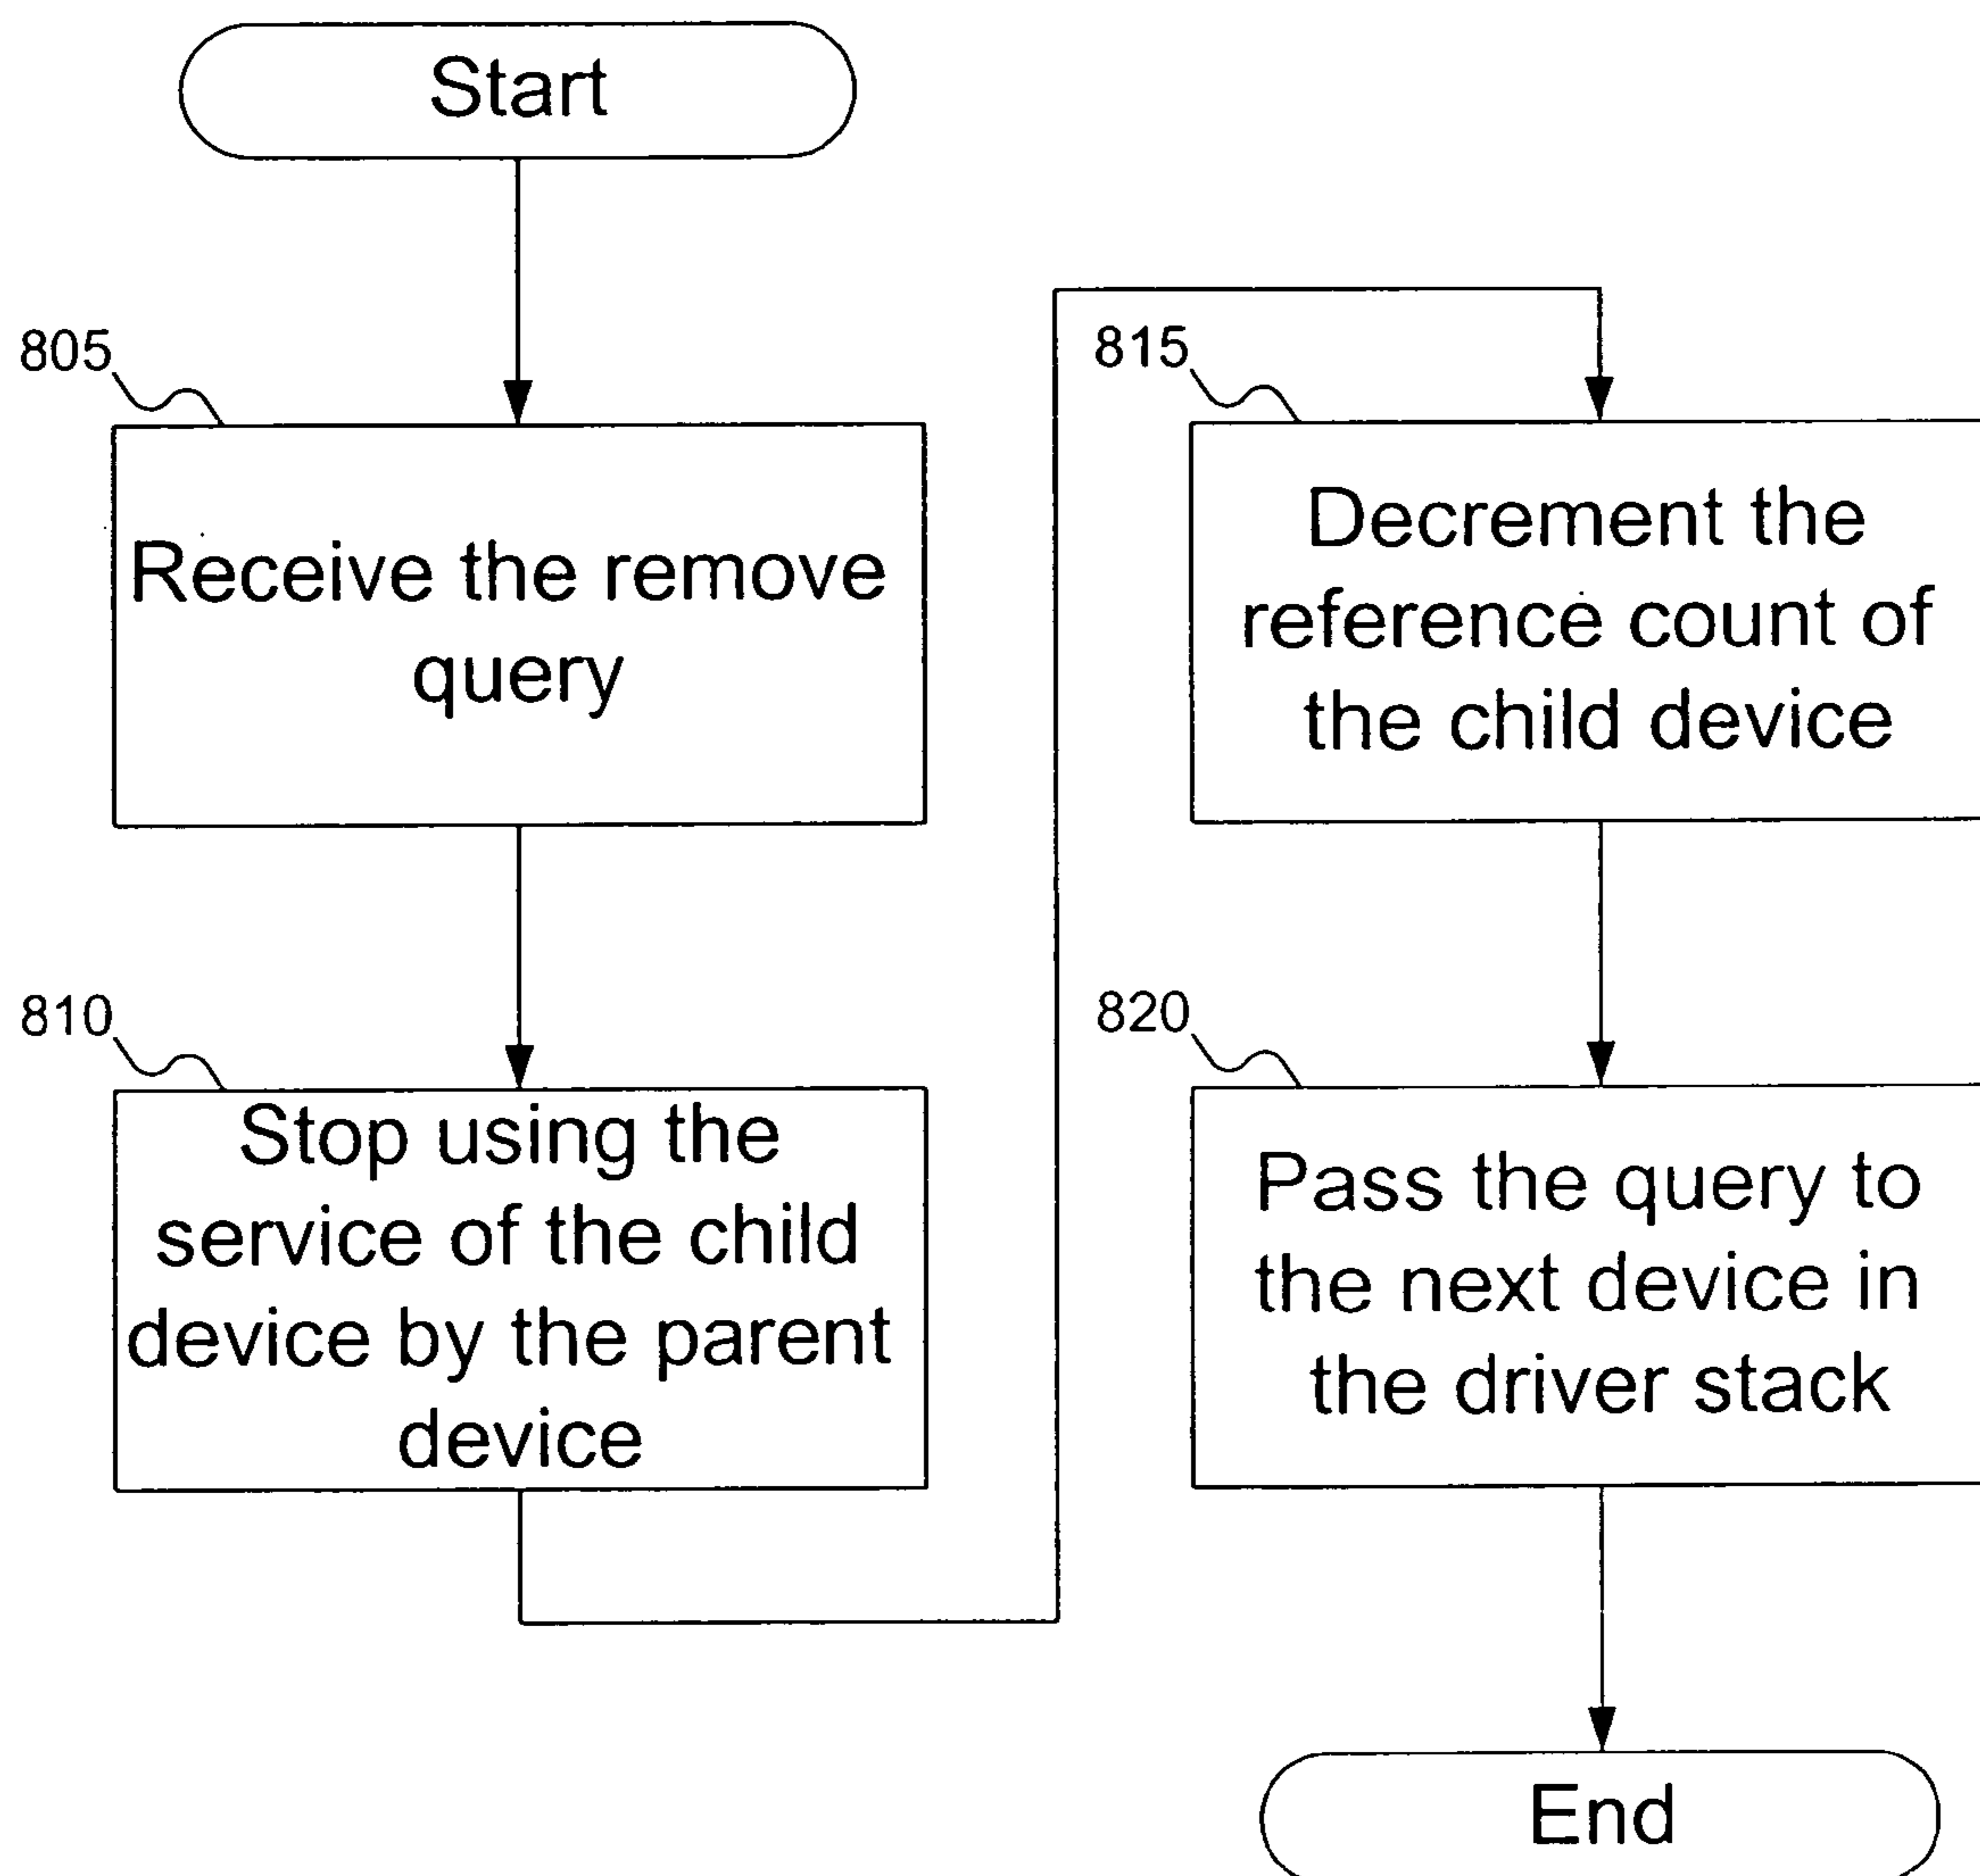 Start
805
Receive the remove
query
810
Stop using the
service of the child
device by the parent
device
815
Decrement the
reference count of
the child device
820
Pass the query to
the next device in
the driver stack
End